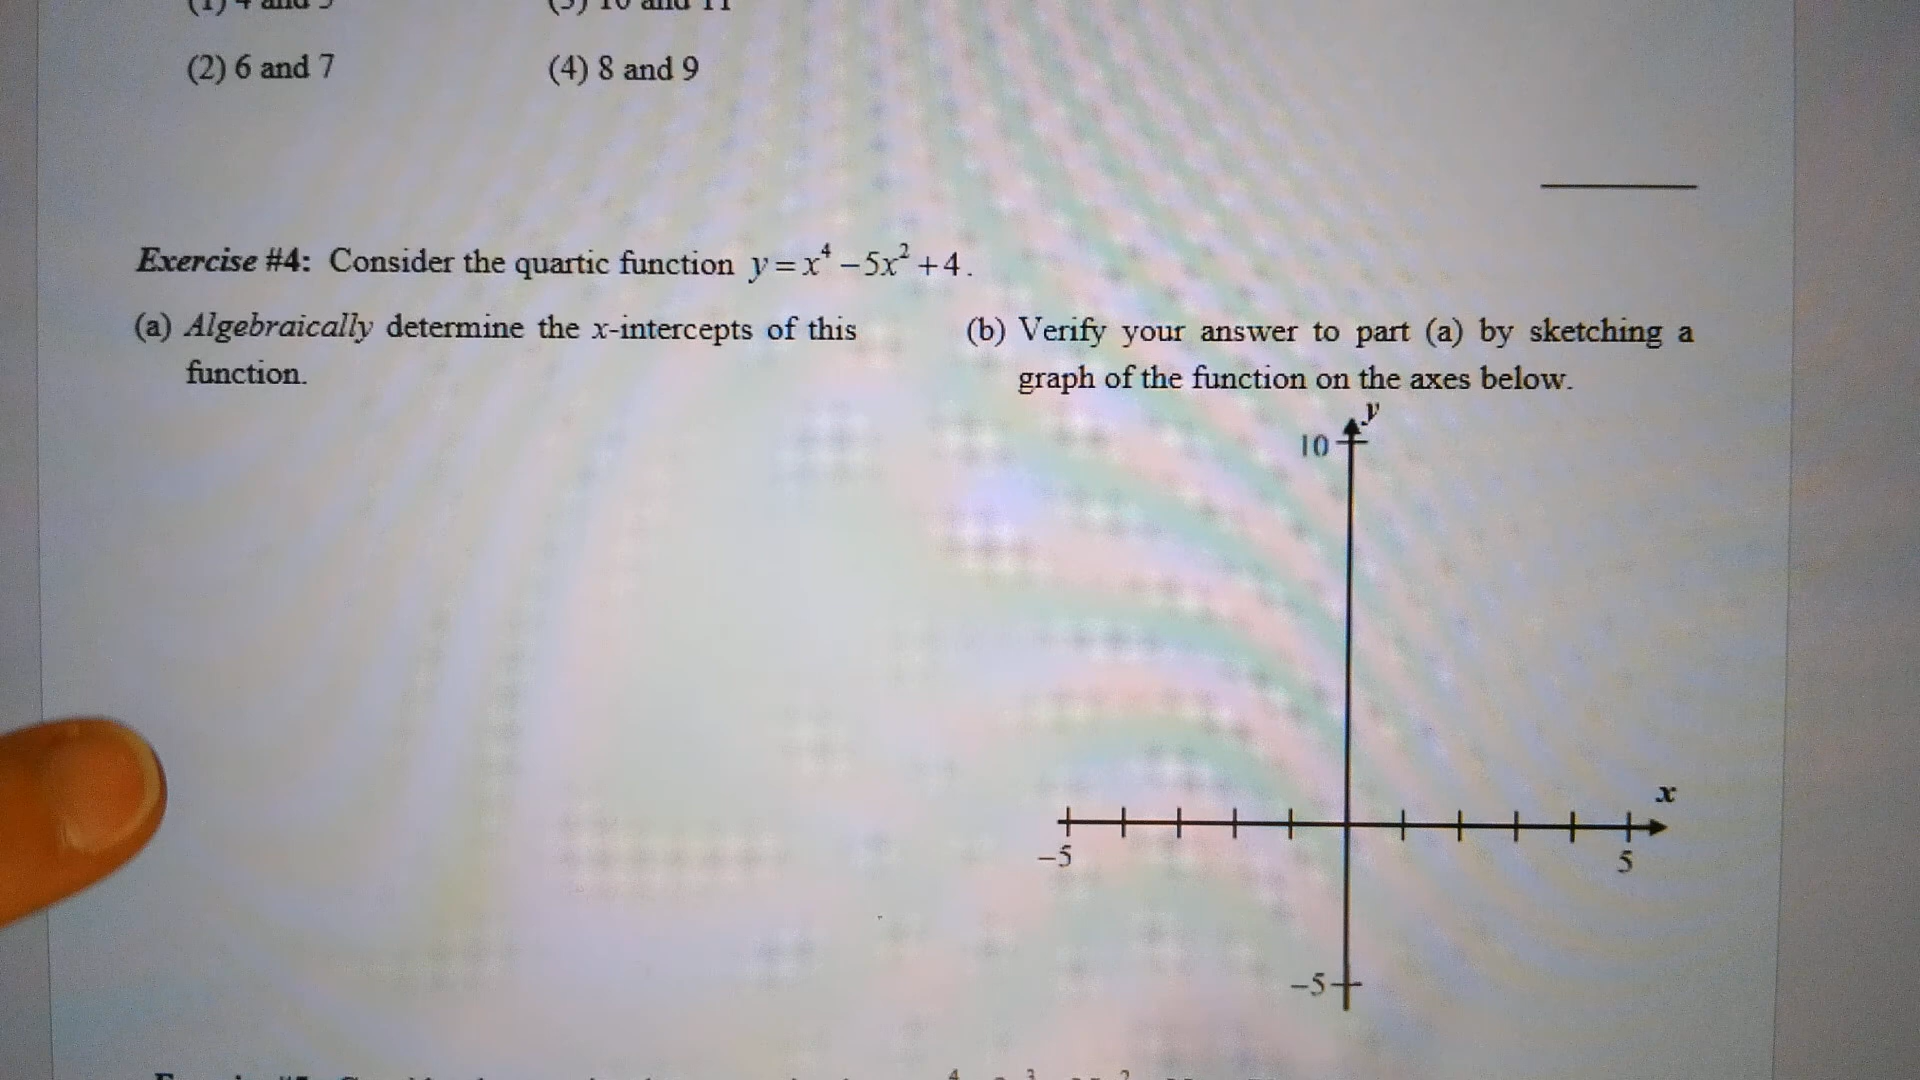 (2) 6 and 7
(4) 8 and 9
Exercise #4: Consider the quartic function y = x⁴ – 5x² + 4.
(a) Algebraically determine the x-intercepts of this
function.
(b) Verify your answer to part (a) by sketching a
graph of the function on the axes below.
y
10
x
–5
5
–5